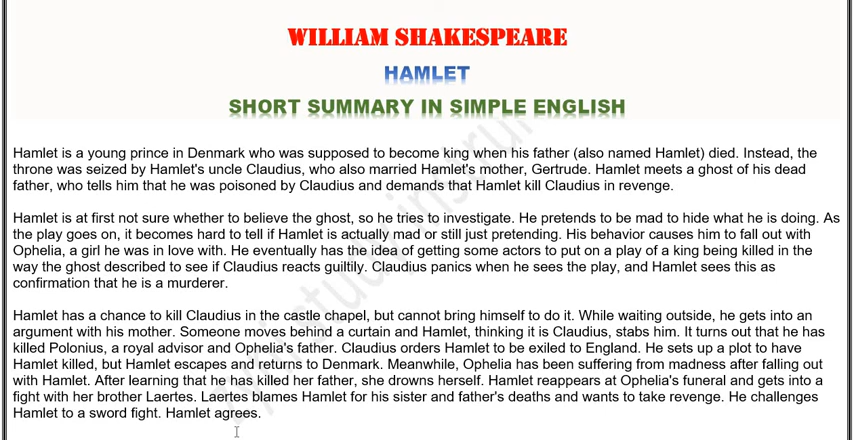 WILLIAM SHAKESPEARE
HAMLET
SHORT SUMMARY IN SIMPLE ENGLISH
Hamlet is a young prince in Denmark who was supposed to become king when his father (also named Hamlet) died. Instead, the
throne was seized by Hamlet's uncle Claudius, who also married Hamlet's mother, Gertrude. Hamlet meets a ghost of his dead
father, who tells him that he was poisoned by Claudius and demands that Hamlet kill Claudius in revenge.
Hamlet is at first not sure whether to believe the ghost, so he tries to investigate. He pretends to be mad to hide what he is doing. As
the play goes on, it becomes hard to tell if Hamlet is actually mad or still just pretending. His behavior causes him to fall out with
Ophelia, a girl he was in love with. He eventually has the idea of getting some actors to put on a play of a king being killed in the
way the ghost described to see if Claudius reacts guiltily. Claudius panics when he sees the play, and Hamlet sees this as
confirmation that he is a murderer.
Hamlet has a chance to kill Claudius in the castle chapel, but cannot bring himself to do it. While waiting outside, he gets into an
argument with his mother. Someone moves behind a curtain and Hamlet, thinking it is Claudius, stabs him. It turns out that he has
killed Polonius, a royal advisor and Ophelia's father. Claudius orders Hamlet to be exiled to England. He sets up a plot to have
Hamlet killed, but Hamlet escapes and returns to Denmark. Meanwhile, Ophelia has been suffering from madness after falling out
with Hamlet. After learning that he has killed her father, she drowns herself. Hamlet reappears at Ophelia's funeral and gets into a
fight with her brother Laertes. Laertes blames Hamlet for his sister and father's deaths and wants to take revenge. He challenges
Hamlet to a sword fight. Hamlet agrees.